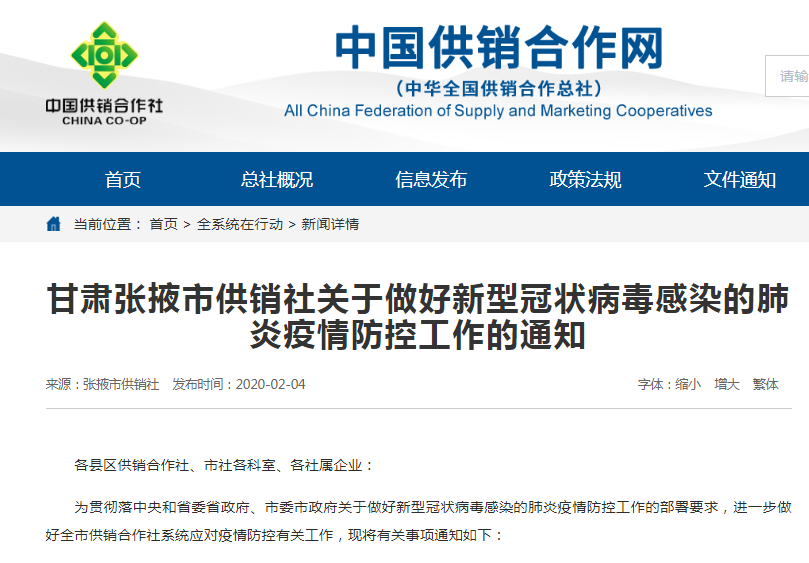 中国供销合作网
（中华全国供销合作总社）
All China Federation of Supply and Marketing Cooperatives
中国供销合作社
CHINA CO-OP
请输
首页 总社概况 信息发布 政策法规 文件通知
当前位置： 首页 > 全系统在行动 > 新闻详情
甘肃张掖市供销社关于做好新型冠状病毒感染的肺
炎疫情防控工作的通知
来源：张掖市供销社 发布时间：2020-02-04 字体：缩小 增大 繁体
各县区供销合作社、市社各科室、各社属企业：
为贯彻落中央和省委省政府、市委市政府关于做好新型冠状病毒感染的肺炎疫情防控工作的部署要求，进一步做
好全市供销合作社系统应对疫情防控有关工作，现将有关事项通知如下：